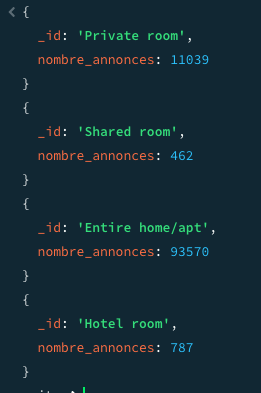 < {
_id: 'Private room',
nombre_annonces: 11039
}
{
_id: 'Shared room',
nombre_annonces: 462
}
{
_id: 'Entire home/apt',
nombre_annonces: 93570
}
{
_id: 'Hotel room',
nombre_annonces: 787
}